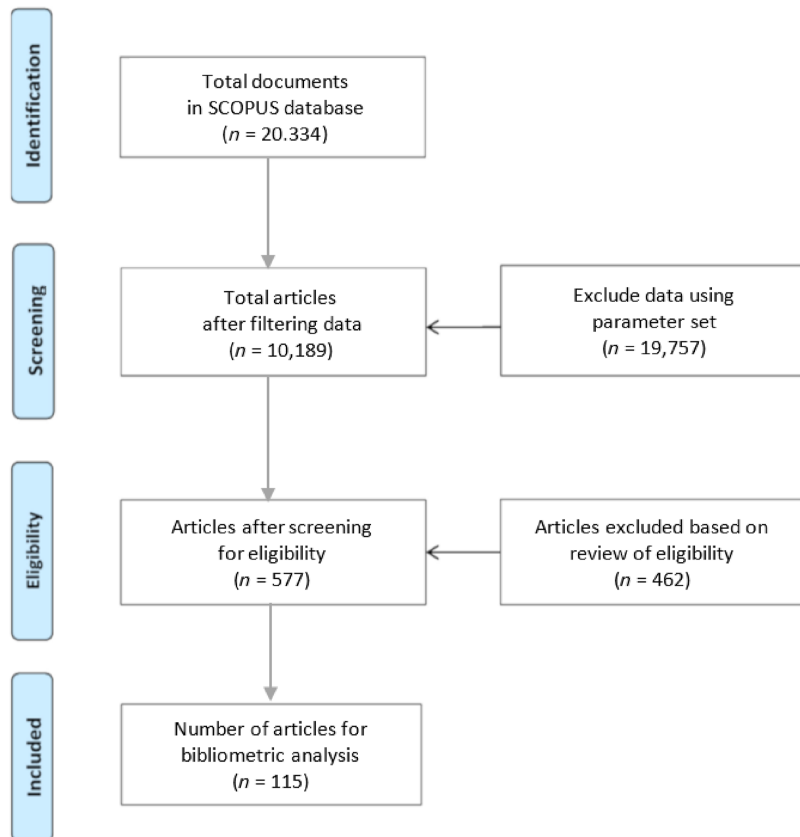 Identification
Total documents
in SCOPUS database
(n = 20.334)
Screening
Total articles
after filtering data
(n = 10,189)
Exclude data using
parameter set
(n = 19,757)
Eligibility
Articles after screening
for eligibility
(n = 577)
Articles excluded based on
review of eligibility
(n = 462)
Included
Number of articles for
bibliometric analysis
(n = 115)